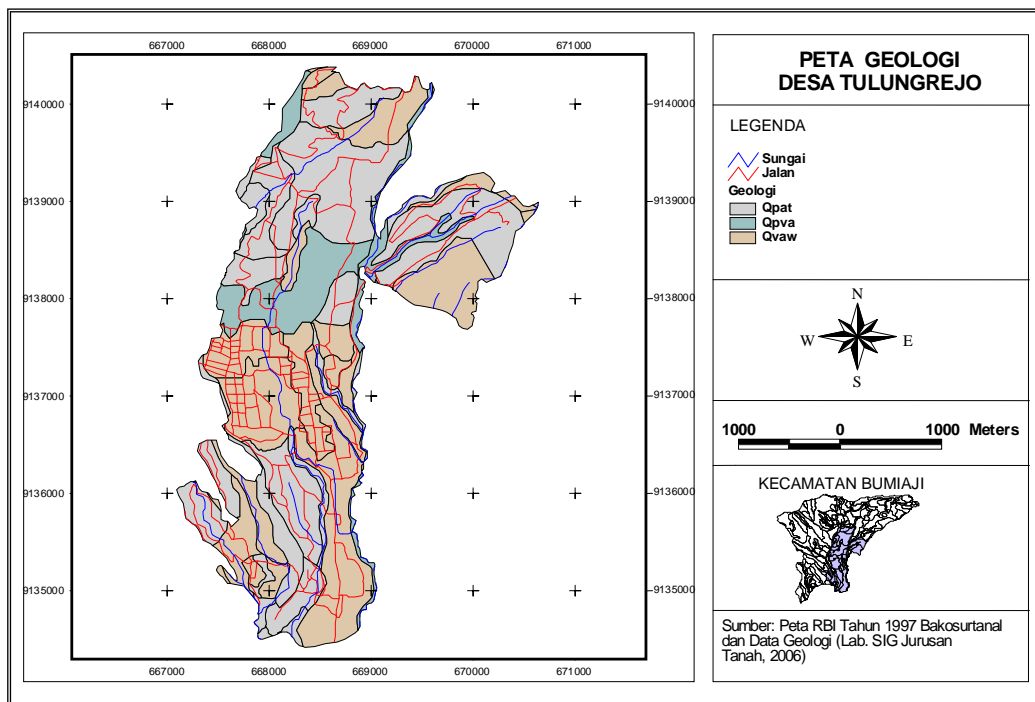 667000 668000 669000 670000 671000
9140000 9140000
9139000 9139000
9138000 9138000
9137000 9137000
9136000 9136000
9135000 9135000
667000 668000 669000 670000 671000
PETA GEOLOGI
DESA TULUNGREJO
LEGENDA
Sungai
Jalan
Geologi
Qpat
Qpva
Qvaw
N
W E
S
1000 0 1000 Meters
KECAMATAN BUMIAJI
Sumber: Peta RBI Tahun 1997 Bakosurtanal
dan Data Geologi (Lab. SIG Jurusan
Tanah, 2006)